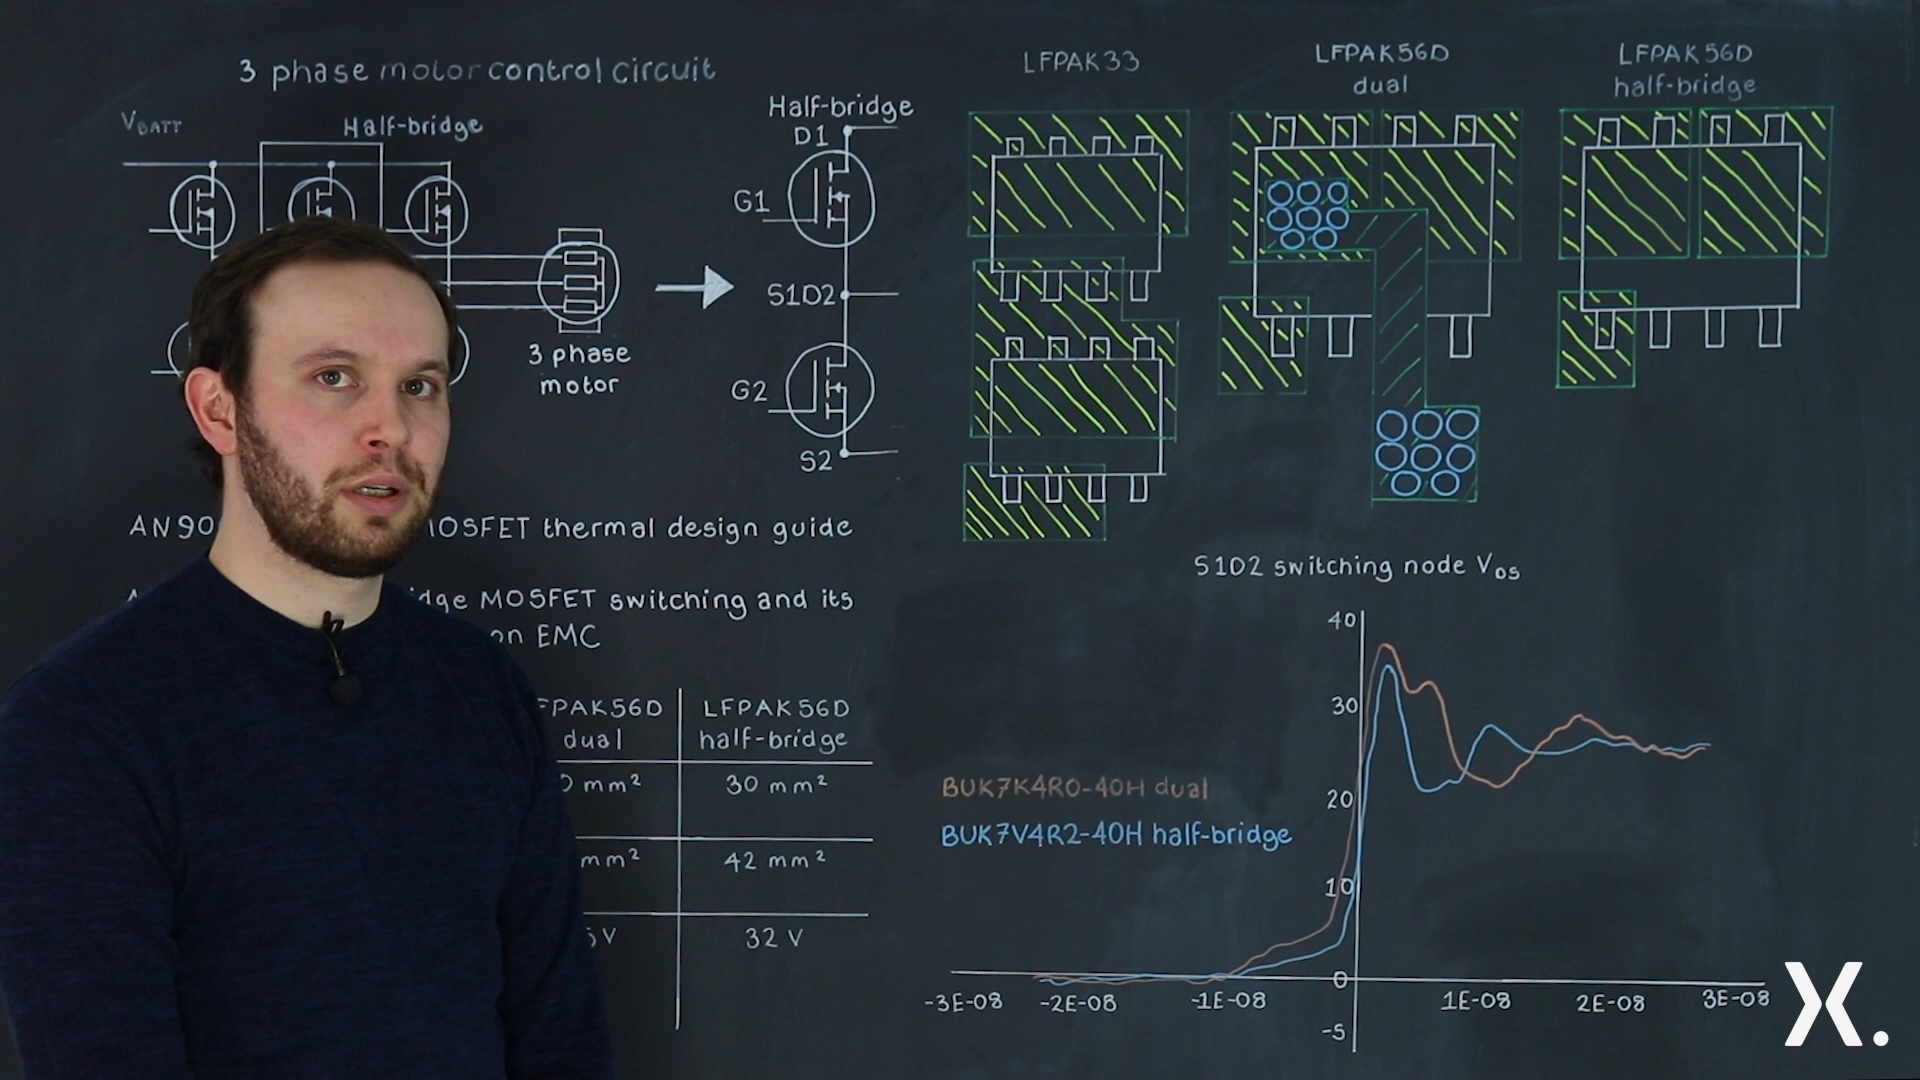 3 phase motor control circuit
VBATT
Half-bridge
3 phase
motor
Half-bridge
D1
G1
S1D2
G2
S2
LFPAK33
LFPAK56D
dual
LFPAK56D
half-bridge
AN90
MOSFET thermal design guide
MOSFET switching and its
on EMC
LFPAK56D
dual
LFPAK56D
half-bridge
mm²
30 mm²
mm²
42 mm²
V
32 V
S1D2 switching node VDS
40
30
20
10
0
-5
-3E-08
-2E-08
-1E-08
1E-08
2E-08
3E-08
BUK7K4R0-40H dual
BUK7V4R2-40H half-bridge
X.